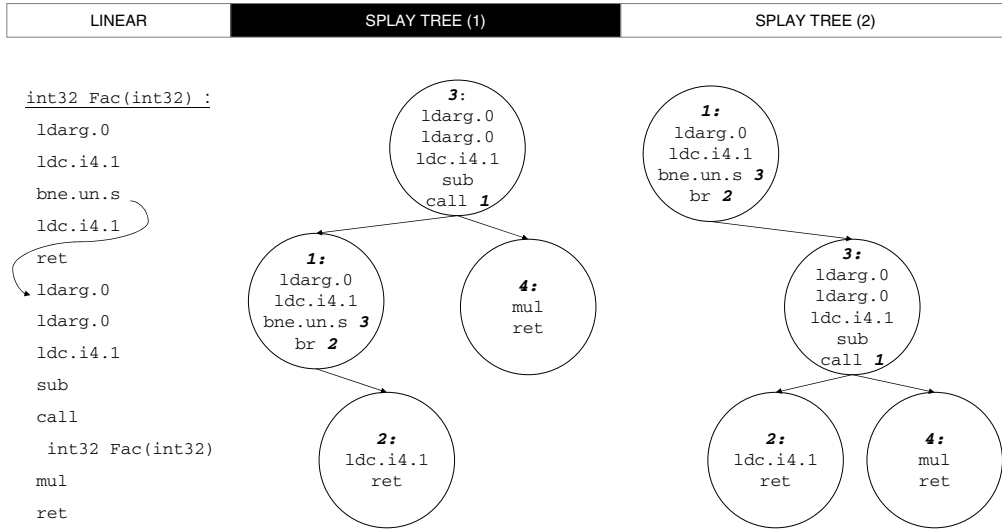 LINEAR
SPLAY TREE (1)
SPLAY TREE (2)
int32 Fac(int32) :
ldarg.0
ldc.i4.1
bne.un.s
ldc.i4.1
ret
ldarg.0
ldarg.0
ldc.i4.1
sub
call
int32 Fac(int32)
mul
ret
3:
ldarg.0
ldarg.0
ldc.i4.1
sub
call 1
1:
ldarg.0
ldc.i4.1
bne.un.s 3
br 2
4:
mul
ret
2:
ldc.i4.1
ret
1:
ldarg.0
ldc.i4.1
bne.un.s 3
br 2
3:
ldarg.0
ldarg.0
ldc.i4.1
sub
call 1
2:
ldc.i4.1
ret
4:
mul
ret